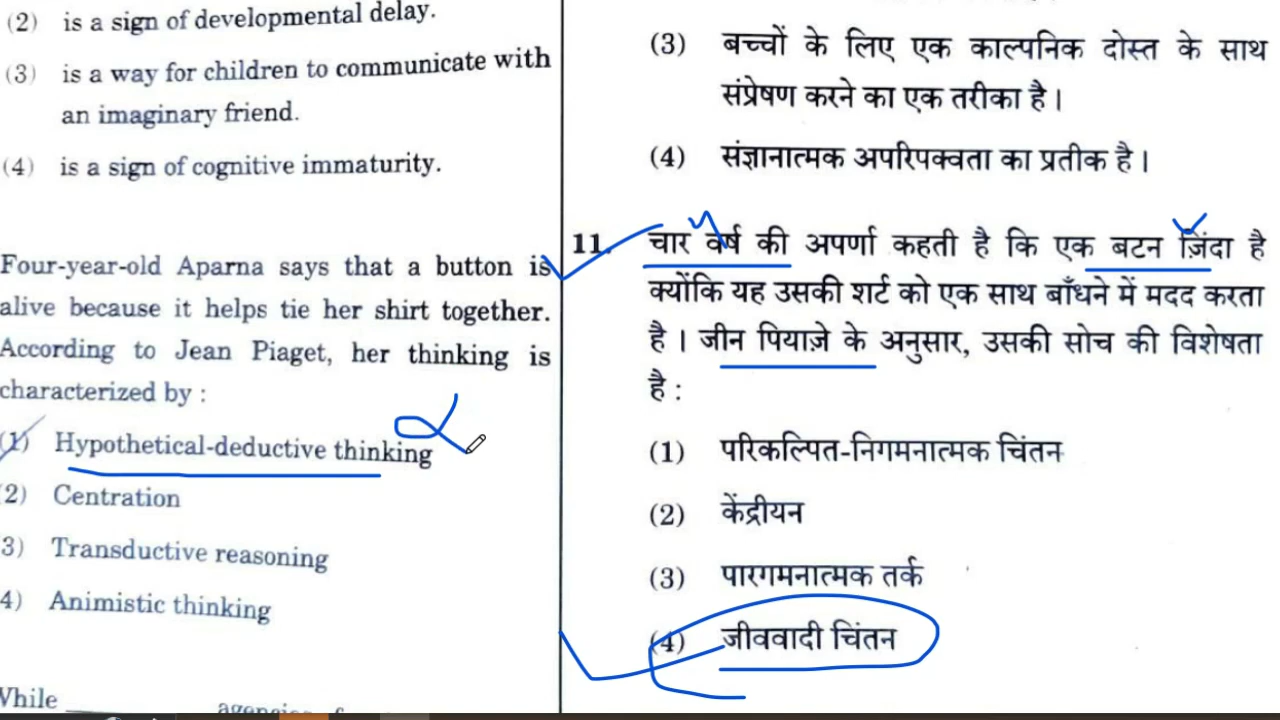 (2) is a sign of developmental delay.
(3) is a way for children to communicate with
an imaginary friend.
(4) is a sign of cognitive immaturity.
Four-year-old Aparna says that a button is
alive because it helps tie her shirt together.
According to Jean Piaget, her thinking is
characterized by :
(1) Hypothetical-deductive thinking
2) Centration
3) Transductive reasoning
4) Animistic thinking
While
(3) बच्चों के लिए एक काल्पनिक दोस्त के साथ
संप्रेषण करने का एक तरीका है।
(4) संज्ञानात्मक अपरिपक्वता का प्रतीक है।
11. चार वर्ष की अपर्णा कहती है कि एक बटन ज़िंदा है
क्योंकि यह उसकी शर्ट को एक साथ बाँधने में मदद करता
है। जीन पियाज़े के अनुसार, उसकी सोच की विशेषता
है :
(1) परिकल्पित-निगमनात्मक चिंतन
(2) केंद्रीयन
(3) पारगमनात्मक तर्क
(4) जीववादी चिंतन